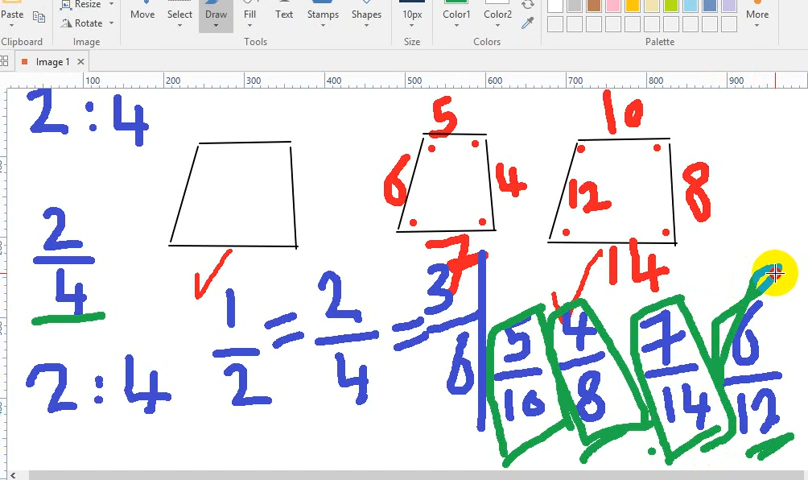 Paste
Resize
Rotate
Move
Select
Draw
Fill
Text
Stamps
Shapes
10px
Color1
Color2
More
Clipboard
Image
Tools
Size
Colors
Palette
Image 1
100
200
300
400
500
600
700
800
900
2 : 4
5
10
6
4
12
8
7
14
2
4
2 : 4
1/2 = 2/4 = 3/6
5/10
4/8
7/14
6/12